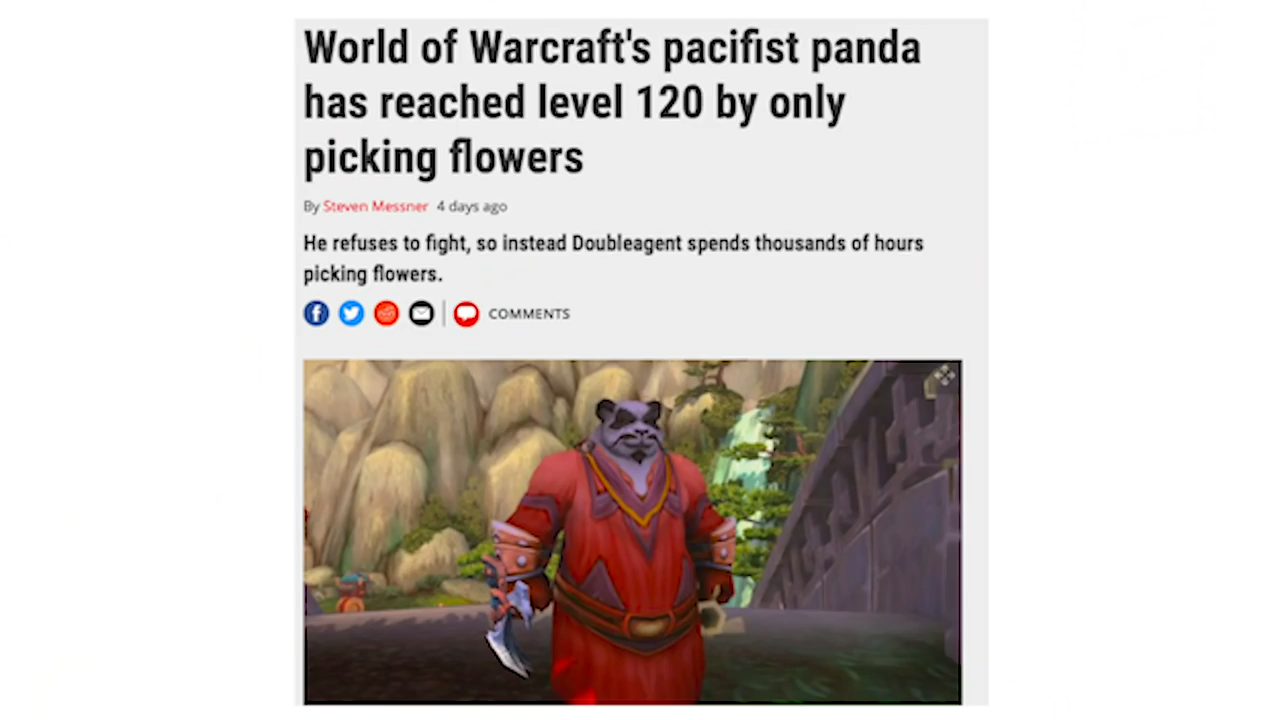 World of Warcraft's pacifist panda
has reached level 120 by only
picking flowers
By Steven Messner 4 days ago
He refuses to fight, so instead Doubleagent spends thousands of hours
picking flowers.
COMMENTS